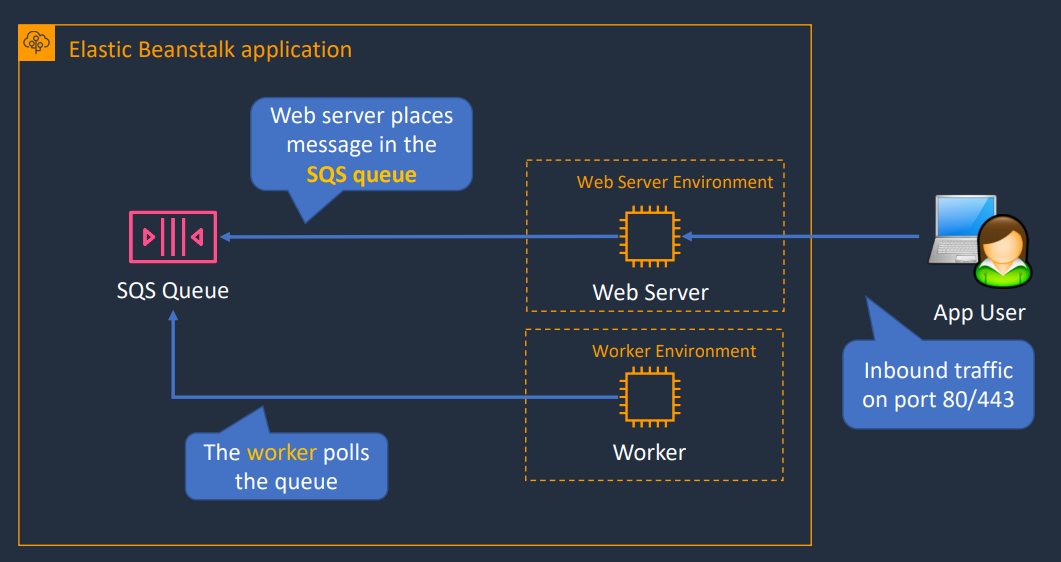 Elastic Beanstalk application
Web server places
message in the
SQS queue
Web Server Environment
SQS Queue
Web Server
App User
Worker Environment
Inbound traffic
on port 80/443
The worker polls
the queue
Worker